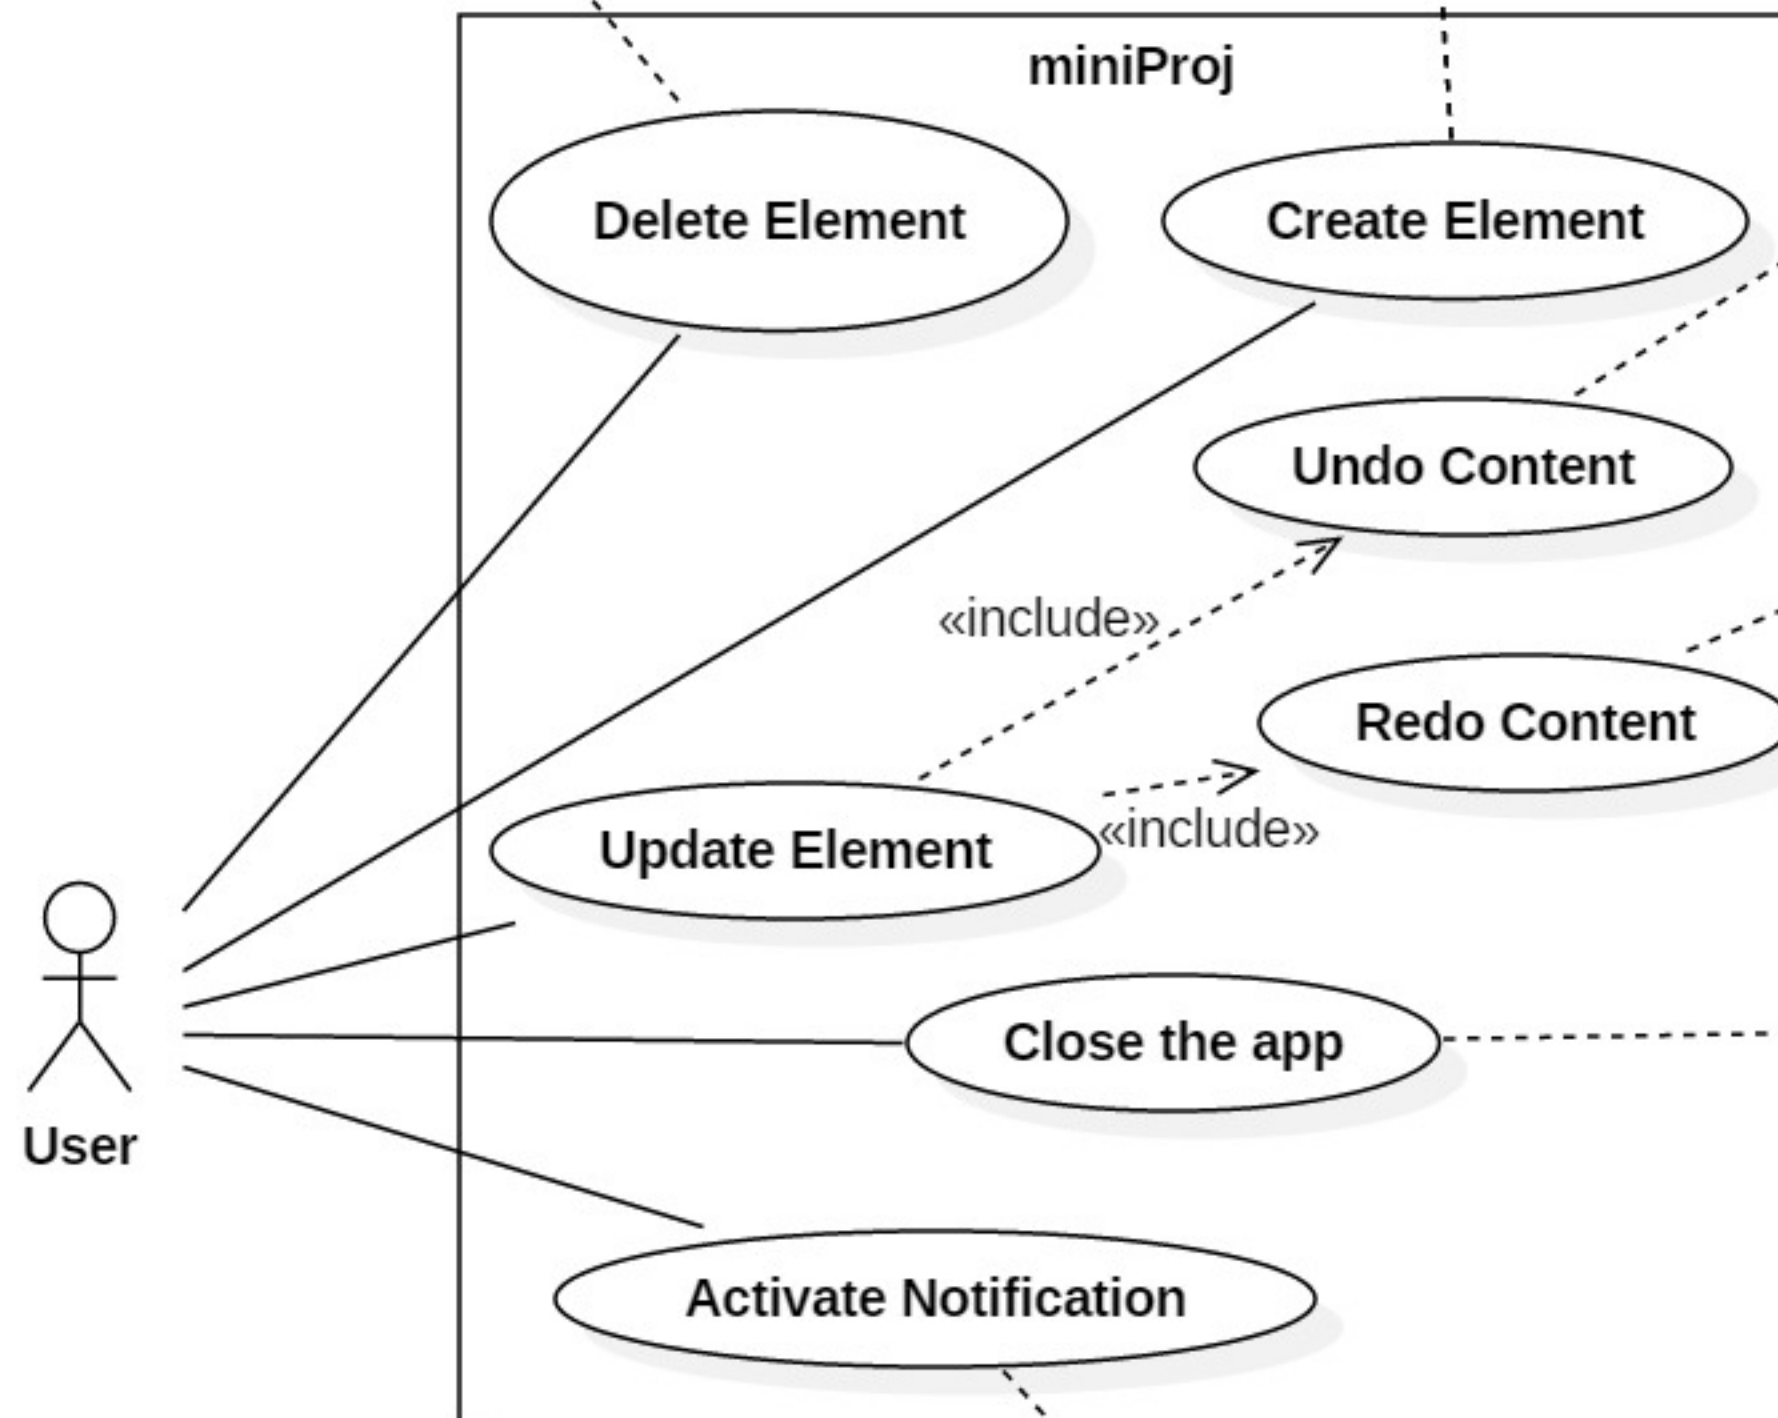 miniProj
Delete Element
Create Element
Undo Content
«include»
Redo Content
«include»
Update Element
Close the app
User
Activate Notification